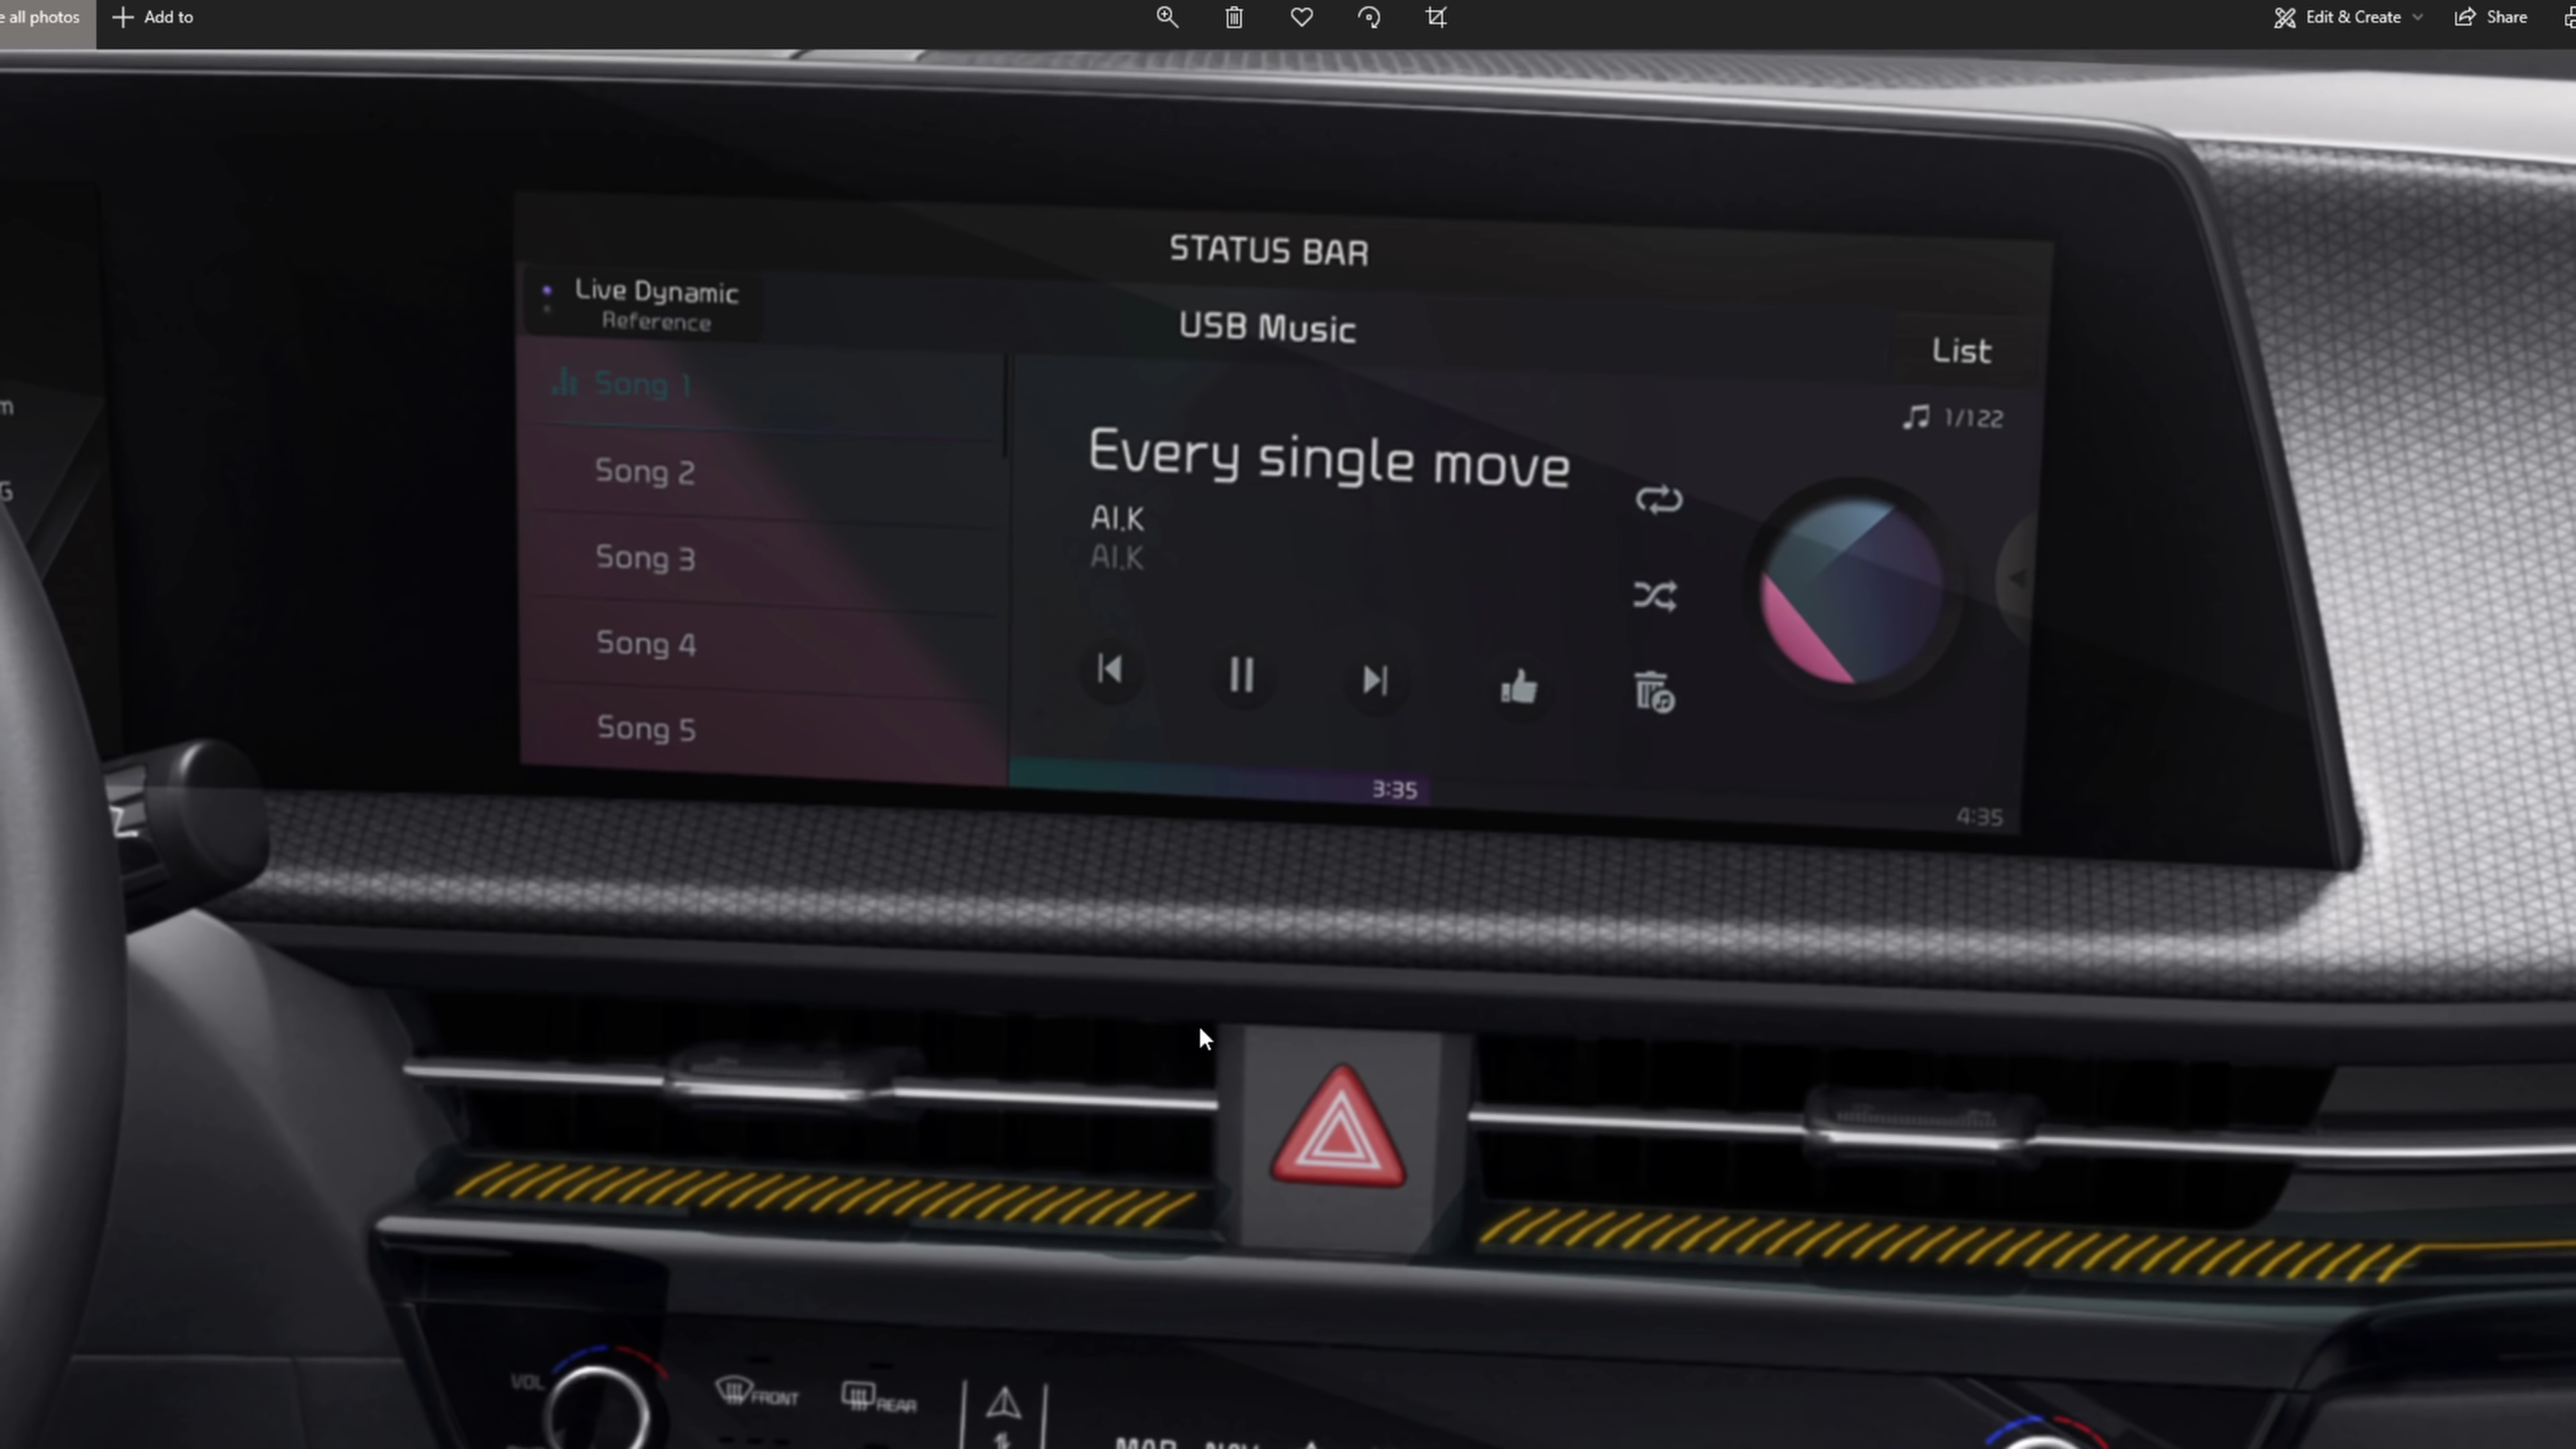 all photos
Add to
Edit & Create
Share
STATUS BAR
Live Dynamic
Reference
USB Music
List
Song 1
1/122
Every single move
Song 2
AI.K
Song 3
AI.K
Song 4
Song 5
3:35
4:35
VOL
FRONT
REAR
MAP
NAV